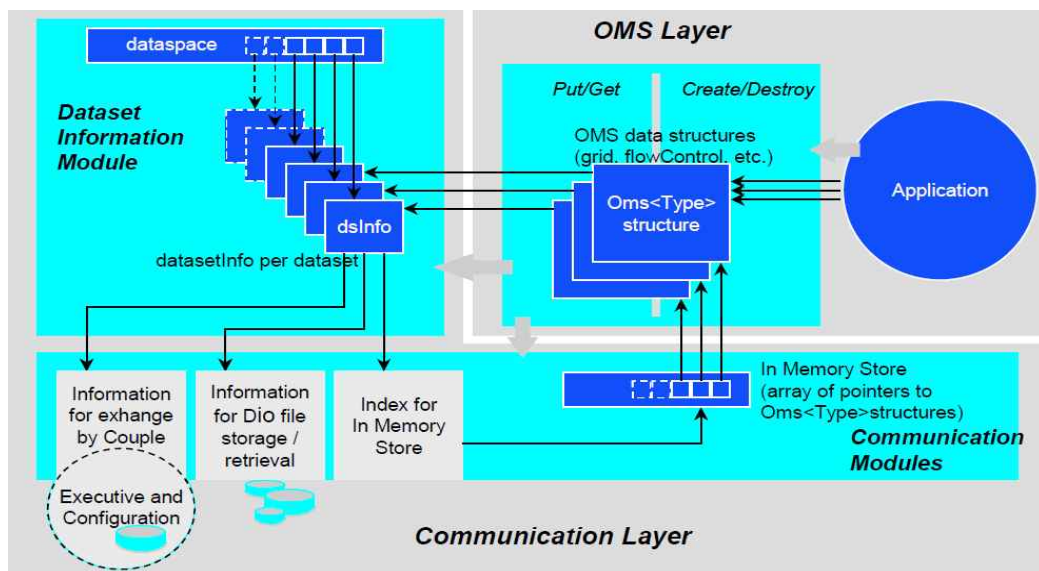 dataspace
Dataset
Information
Module
dsInfo
datasetInfo per dataset
OMS Layer
Put/Get
Create/Destroy
OMS data structures
(grid, flowControl, etc.)
Oms<Type>
structure
Application
Information
for exhange
by Couple
Executive and
Configuration
Information
for Dio file
storage /
retrieval
Index for
In Memory
Store
In Memory Store
(array of pointers to
Oms<Type>structures)
Communication
Modules
Communication Layer